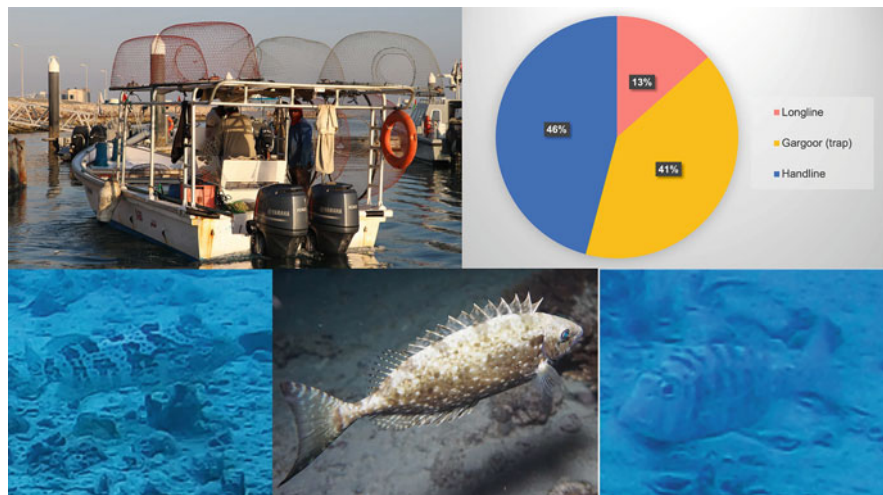 YAMAHA
YAMAHA
13%
46%
41%
Longline
Gargoor (trap)
Handline